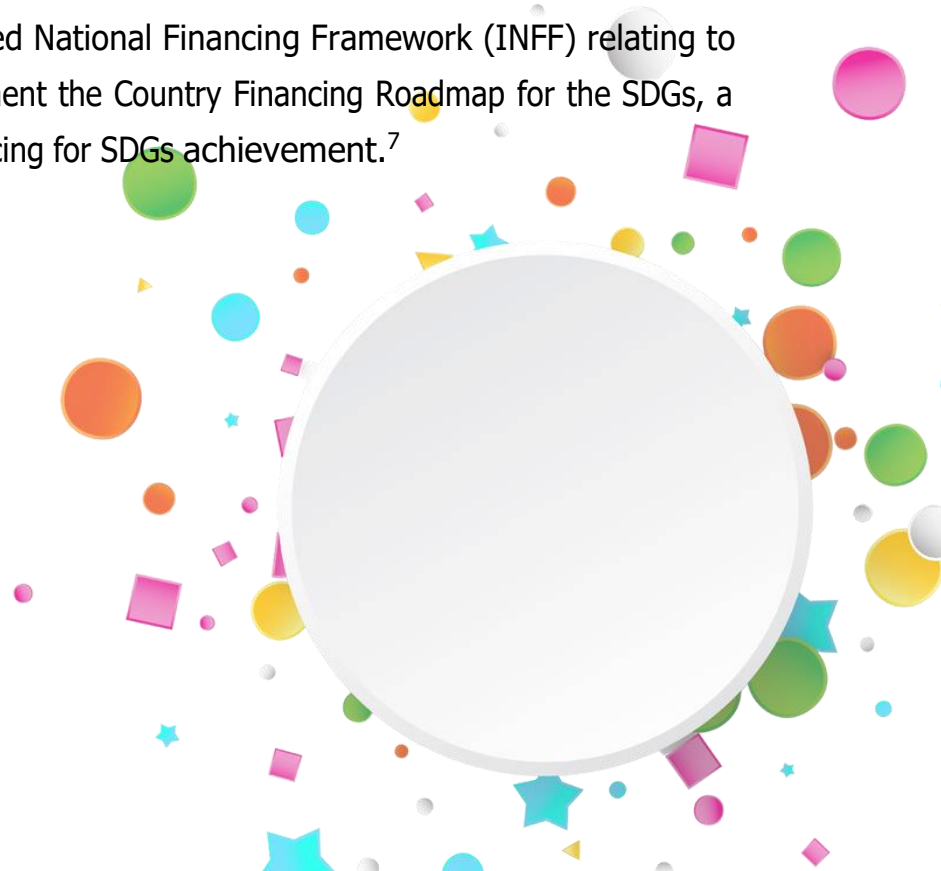 ed National Financing Framework (INFF) relating to
ent the Country Financing Roadmap for the SDGs, a
cing for SDGs achievement.⁷